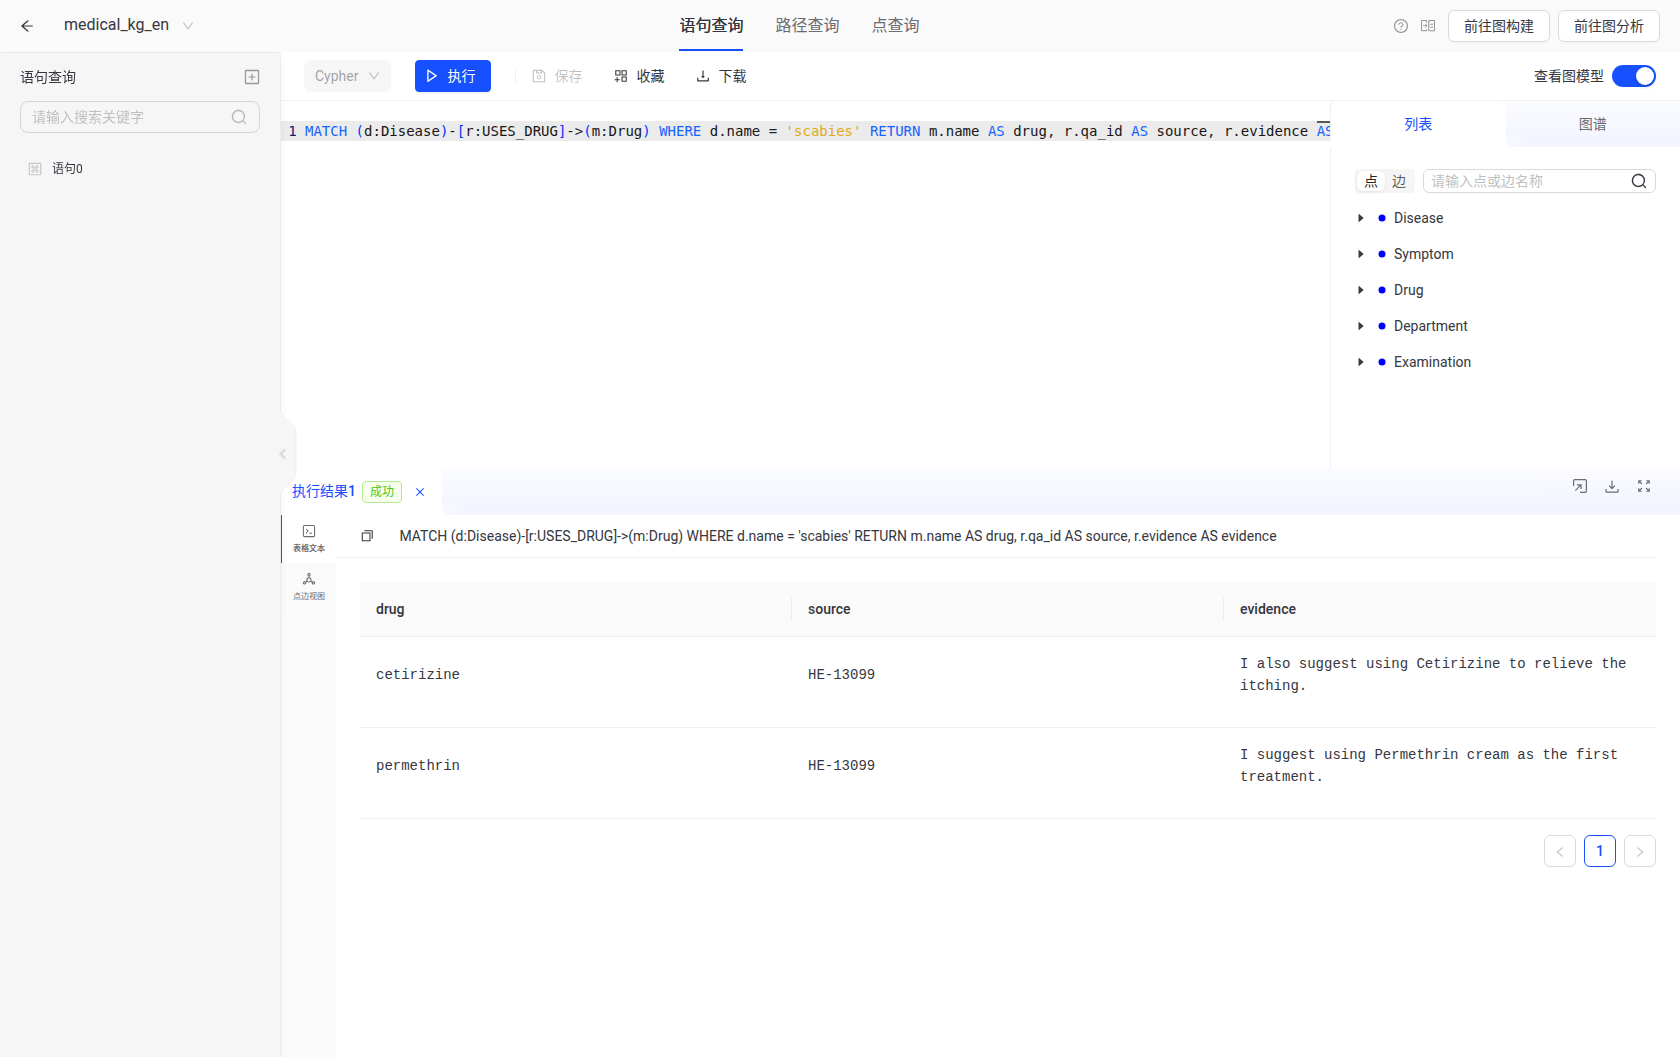 medical_kg_en
语句查询
路径查询
点查询
前往图构建
前往图分析
语句查询
请输入搜索关键字
语句0
Cypher
执行
保存
收藏
下载
查看图模型
1 MATCH (d:Disease)-[r:USES_DRUG]->(m:Drug) WHERE d.name = 'scabies' RETURN m.name AS drug, r.qa_id AS source, r.evidence AS
列表
图谱
点 边 请输入点或边名称
Disease
Symptom
Drug
Department
Examination
执行结果1 成功
表格文本
点边视图
MATCH (d:Disease)-[r:USES_DRUG]->(m:Drug) WHERE d.name = 'scabies' RETURN m.name AS drug, r.qa_id AS source, r.evidence AS evidence
drug source evidence
cetirizine HE-13099 I also suggest using Cetirizine to relieve the
itching.
permethrin HE-13099 I suggest using Permethrin cream as the first
treatment.
1